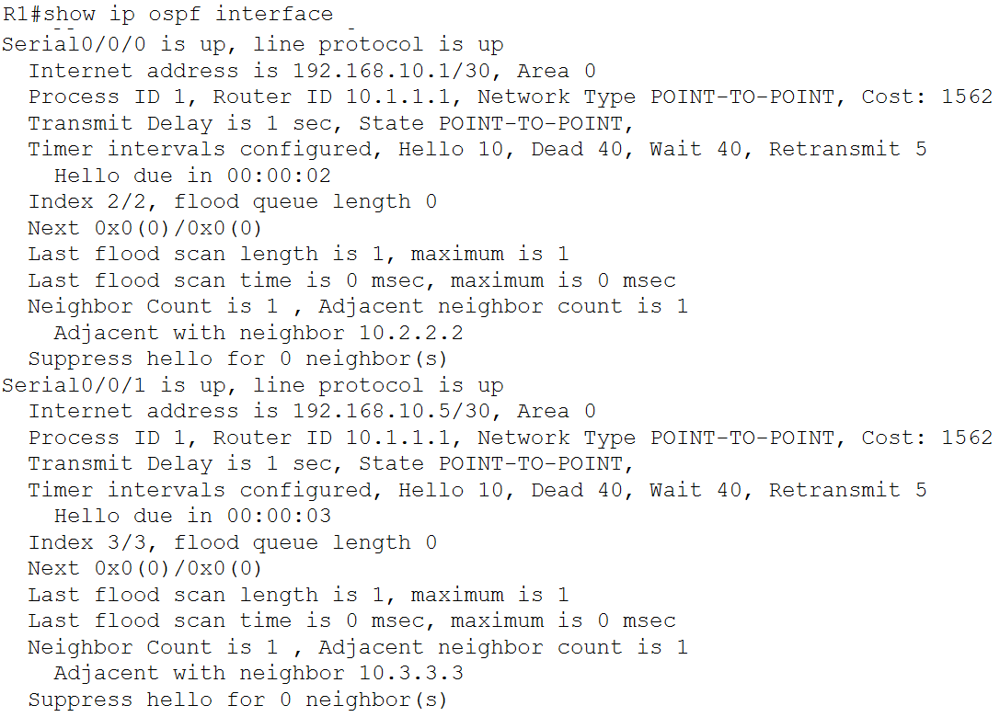 R1#show ip ospf interface
Serial0/0/0 is up, line protocol is up
Internet address is 192.168.10.1/30, Area 0
Process ID 1, Router ID 10.1.1.1, Network Type POINT-TO-POINT, Cost: 1562
Transmit Delay is 1 sec, State POINT-TO-POINT,
Timer intervals configured, Hello 10, Dead 40, Wait 40, Retransmit 5
Hello due in 00:00:02
Index 2/2, flood queue length 0
Next 0x0(0)/0x0(0)
Last flood scan length is 1, maximum is 1
Last flood scan time is 0 msec, maximum is 0 msec
Neighbor Count is 1 , Adjacent neighbor count is 1
Adjacent with neighbor 10.2.2.2
Suppress hello for 0 neighbor(s)
Serial0/0/1 is up, line protocol is up
Internet address is 192.168.10.5/30, Area 0
Process ID 1, Router ID 10.1.1.1, Network Type POINT-TO-POINT, Cost: 1562
Transmit Delay is 1 sec, State POINT-TO-POINT,
Timer intervals configured, Hello 10, Dead 40, Wait 40, Retransmit 5
Hello due in 00:00:03
Index 3/3, flood queue length 0
Next 0x0(0)/0x0(0)
Last flood scan length is 1, maximum is 1
Last flood scan time is 0 msec, maximum is 0 msec
Neighbor Count is 1 , Adjacent neighbor count is 1
Adjacent with neighbor 10.3.3.3
Suppress hello for 0 neighbor(s)